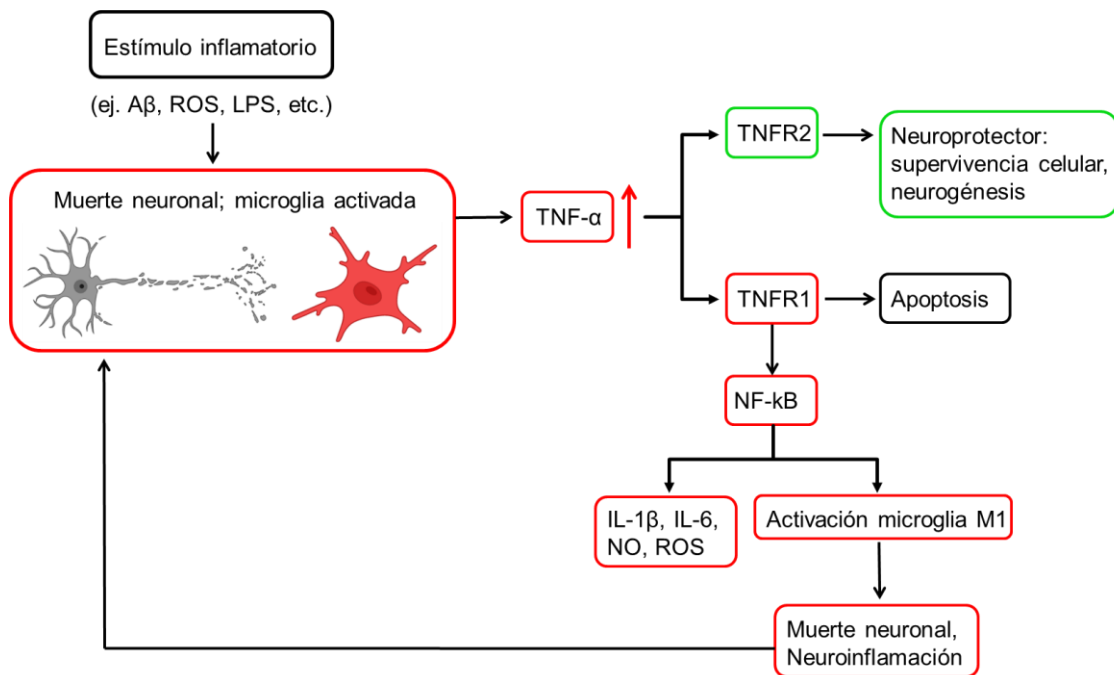 Estímulo inflamatorio
(ej. Aβ, ROS, LPS, etc.)
Muerte neuronal; microglia activada
TNF-α
TNFR2
Neuroprotector:
supervivencia celular,
neurogénesis
TNFR1
Apoptosis
NF-kB
IL-1β, IL-6,
NO, ROS
Activación microglia M1
Muerte neuronal,
Neuroinflamación